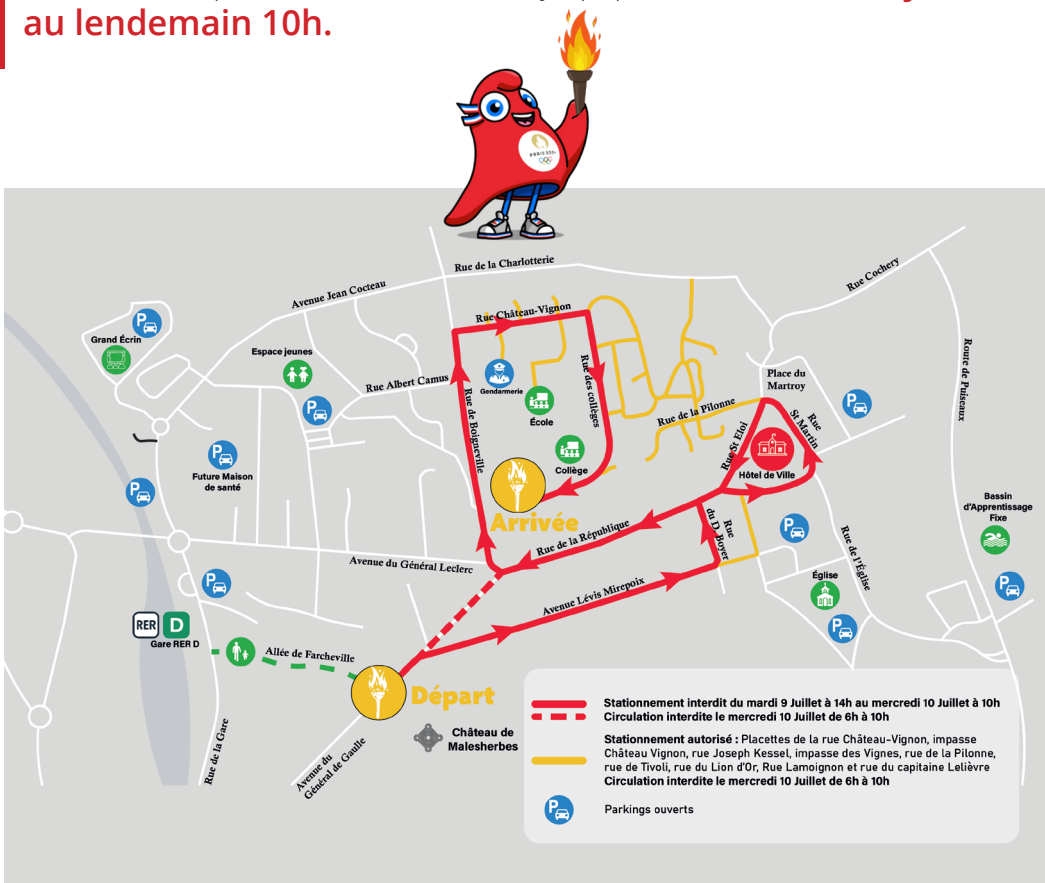 au lendemain 10h.
PARIS 2024
Rue de la Charlotterie
Rue Cochery
Avenue Jean Cocteau
Rue Château-Vignon
P
Grand Écrin
Espace jeunes
Rue Albert Camus
Gendarmerie
Rue des collèges
Place du
Martroy
Route de Puiseaux
P
P
École
Rue de Boigneville
Rue de la Pilonne
Rue
St Martin
Rue St Eloi
P
Future Maison
de santé
Collège
Hôtel de Ville
P
Arrivée
Bassin
d'Apprentissage
Fixe
Rue de la République
Rue
du D. Boyer
P
Rue de l'Église
Avenue du Général Leclerc
P
Avenue Lévis Mirepoix
Église
P
RER D
Gare RER D
P
Allée de Farcheville
Départ
Château de
Malesherbes
Rue de la Gare
Avenue du
Général de Gaulle
Stationnement interdit du mardi 9 Juillet à 14h au mercredi 10 Juillet à 10h
Circulation interdite le mercredi 10 Juillet de 6h à 10h
Stationnement autorisé : Placettes de la rue Château-Vignon, impasse
Château Vignon, rue Joseph Kessel, impasse des Vignes, rue de la Pilonne,
rue de Tivoli, rue du Lion d'Or, Rue Lamoignon et rue du capitaine Lelièvre
Circulation interdite le mercredi 10 Juillet de 6h à 10h
P
Parkings ouverts